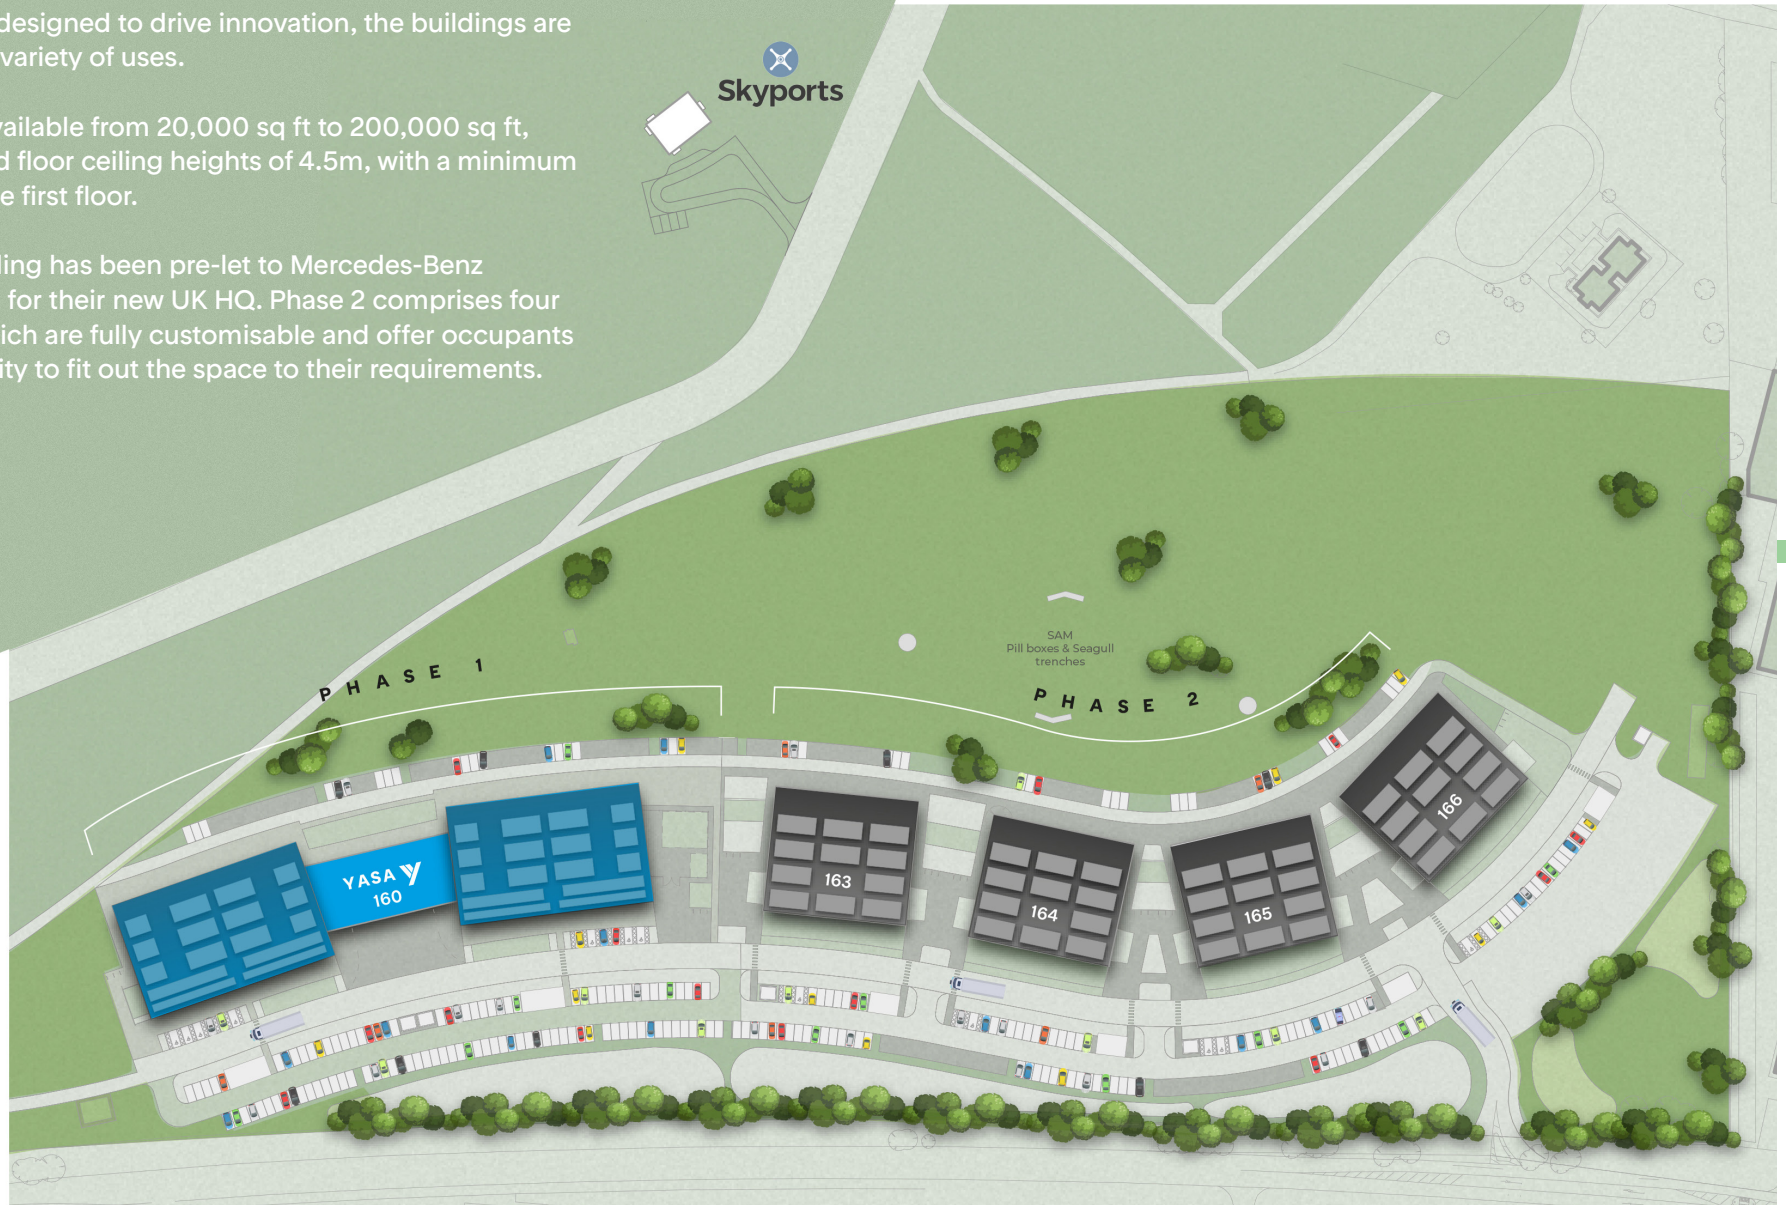 designed to drive innovation, the buildings are
variety of uses.
available from 20,000 sq ft to 200,000 sq ft,
floor ceiling heights of 4.5m, with a minimum
first floor.
has been pre-let to Mercedes-Benz
for their new UK HQ. Phase 2 comprises four
are fully customisable and offer occupants
to fit out the space to their requirements.
Skyports
SAM
Pill boxes & Seagull
trenches
PHASE 1
PHASE 2
YASA
160
163
164
165
166